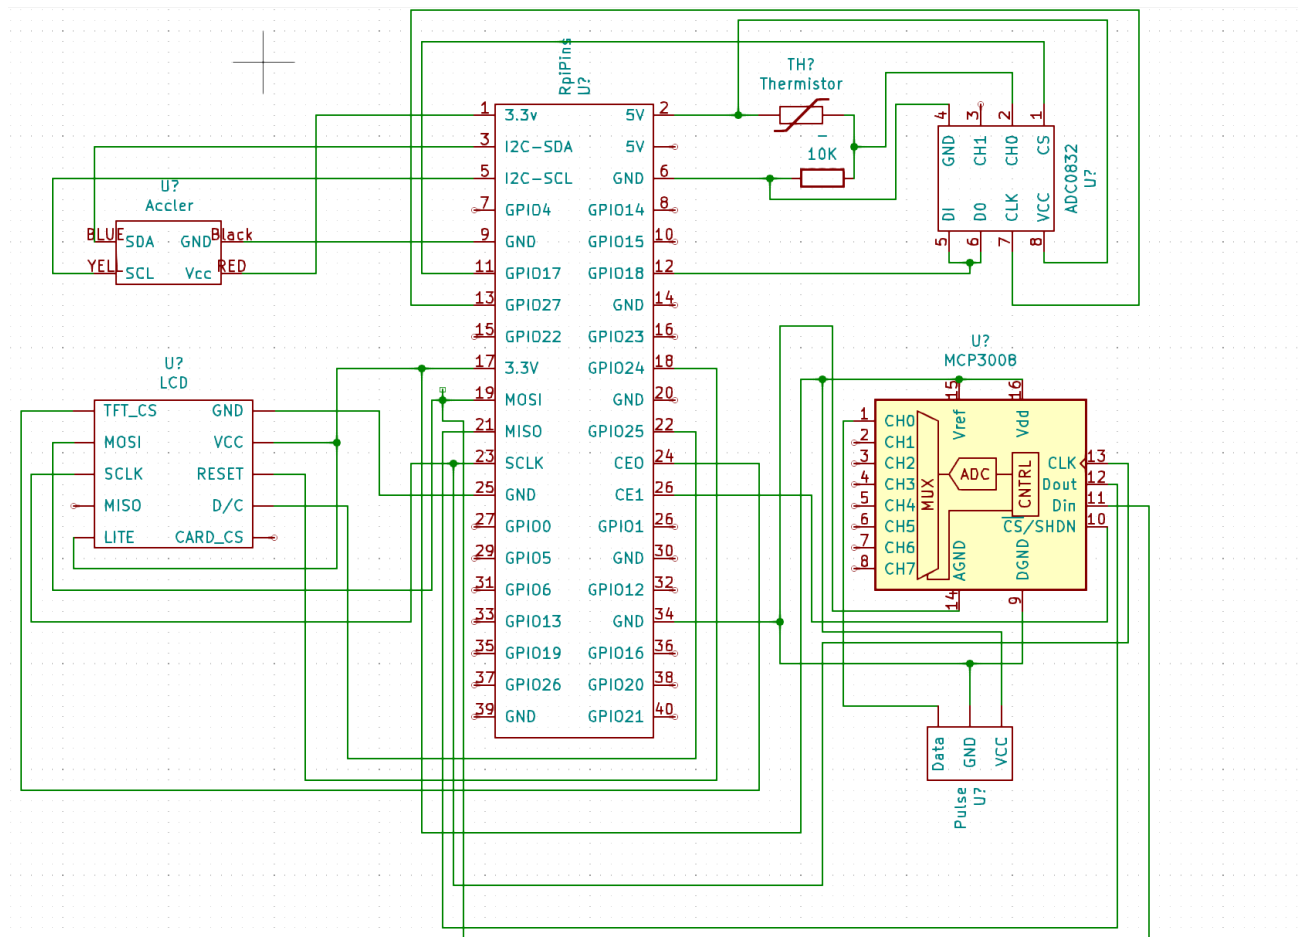 RpiPins
U?
1 3.3v 5V 2
3 I2C-SDA 5V
5 I2C-SCL GND 6
7 GPIO4 GPIO14 8
9 GND GPIO15 10
11 GPIO17 GPIO18 12
13 GPIO27 GND 14
15 GPIO22 GPIO23 16
17 3.3V GPIO24 18
19 MOSI GND 20
21 MISO GPIO25 22
23 SCLK CEO 24
25 GND CE1 26
27 GPIO0 GPIO1 26
29 GPIO5 GND 30
31 GPIO6 GPIO12 32
33 GPIO13 GND 34
35 GPIO19 GPIO16 36
37 GPIO26 GPIO20 38
39 GND GPIO21 40
U?
Accler
BLUE SDA GND Black
YELL SCL Vcc RED
U?
LCD
TFT_CS GND
MOSI VCC
SCLK RESET
MISO D/C
LITE CARD_CS
TH?
Thermistor
10K
4 3 2 1
GND CH1 CH0 CS
DI D0 CLK VCC
5 6 7 8
ADC0832
U?
U?
MCP3008
15 16
Vref Vdd
1 CH0
2 CH1
3 CH2
4 CH3
5 CH4
6 CH5
7 CH6
8 CH7
MUX
ADC
CNTRL
CLK 13
Dout 12
Din 11
CS/SHDN 10
AGND DGND
14 9
Data GND VCC
Pulse
U?